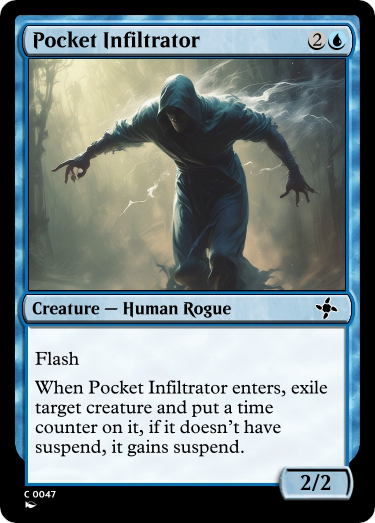 Pocket Infiltrator 2
Creature — Human Rogue
Flash
When Pocket Infiltrator enters, exile
target creature and put a time
counter on it, if it doesn't have
suspend, it gains suspend.
2/2
C 0047